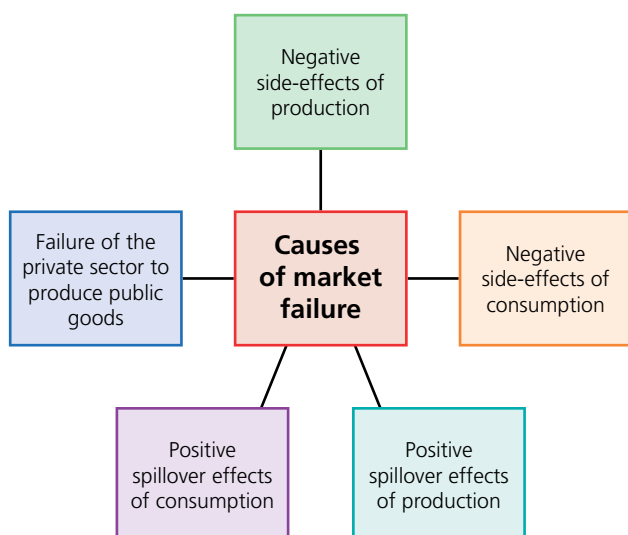 Negative
side-effects of
production
Failure of the
private sector to
produce public
goods
Causes
of market
failure
Negative
side-effects of
consumption
Positive
spillover effects
of consumption
Positive
spillover effects
of production